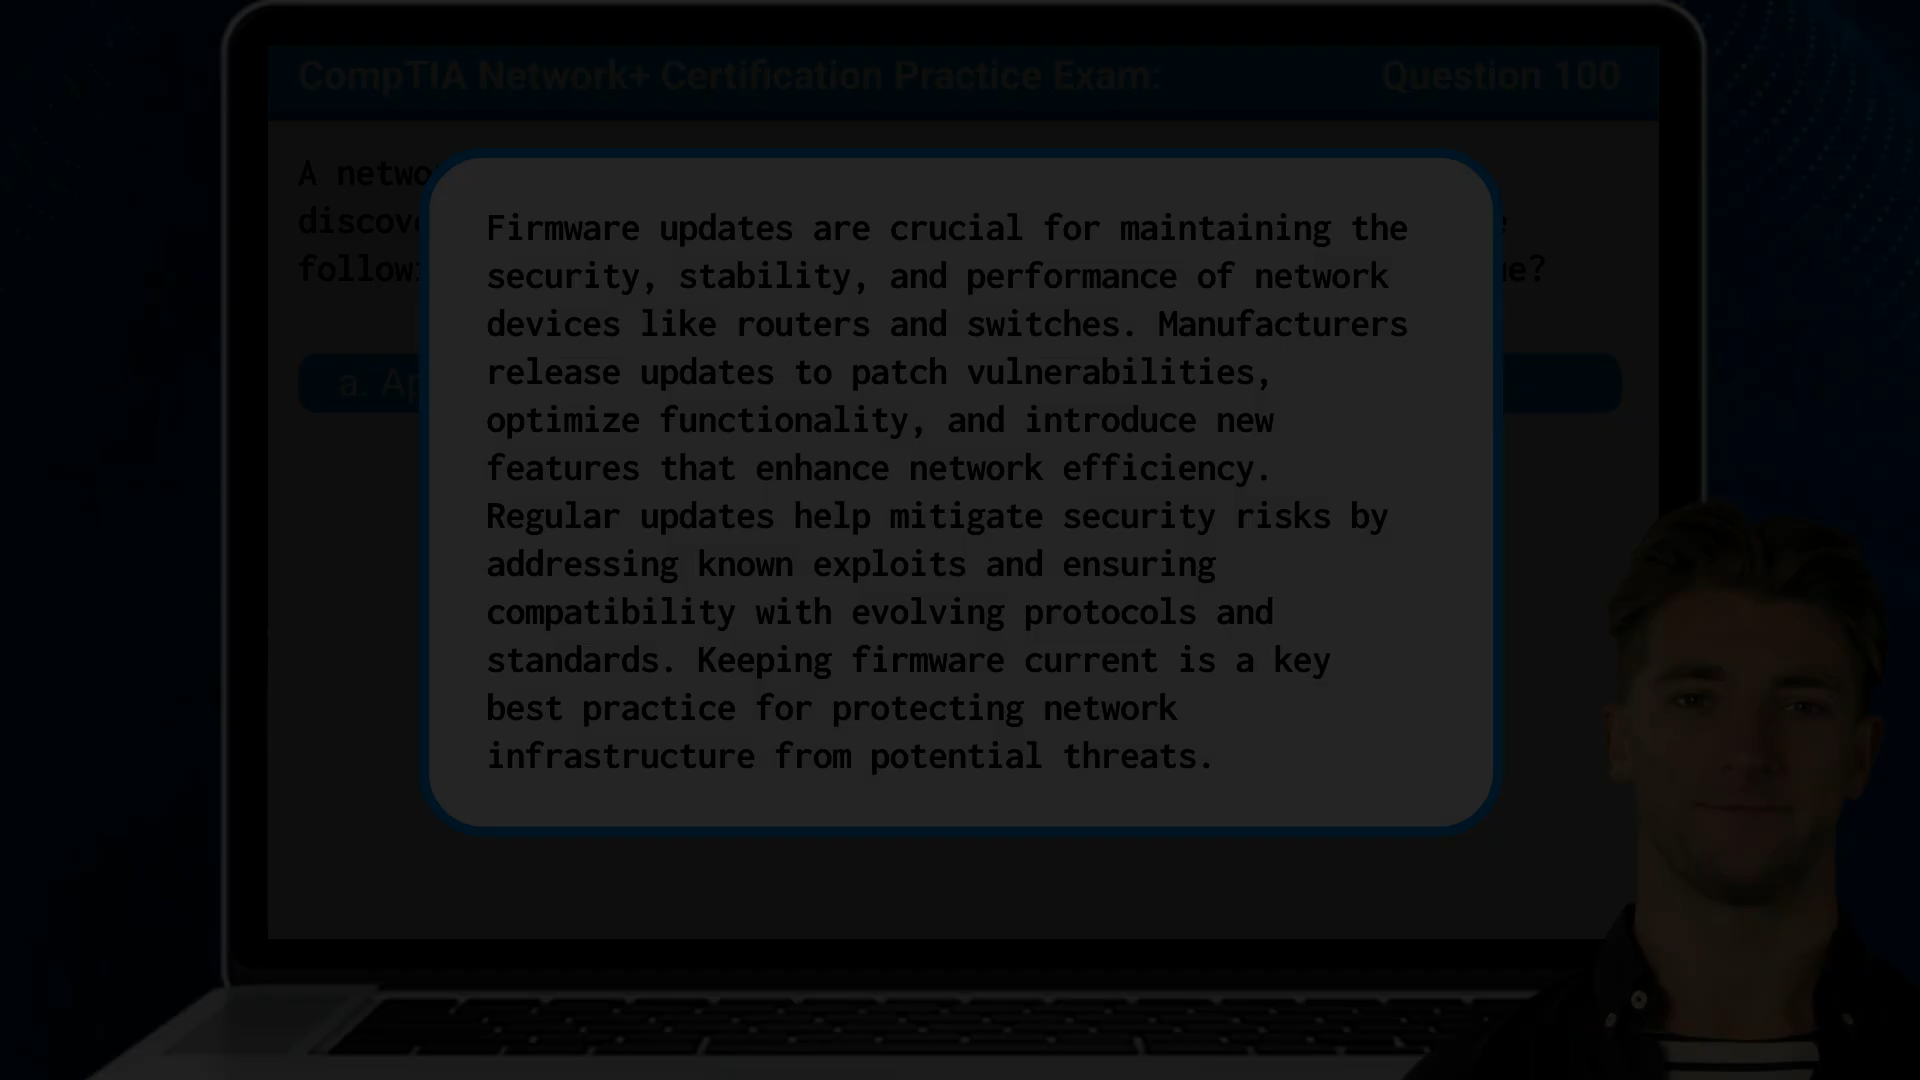 CompTIA Network+ Certification Practice Exam: Question 100
A netwo
discov
follow
Firmware updates are crucial for maintaining the
security, stability, and performance of network
devices like routers and switches. Manufacturers
release updates to patch vulnerabilities,
optimize functionality, and introduce new
features that enhance network efficiency.
Regular updates help mitigate security risks by
addressing known exploits and ensuring
compatibility with evolving protocols and
standards. Keeping firmware current is a key
best practice for protecting network
infrastructure from potential threats.
a. Ap